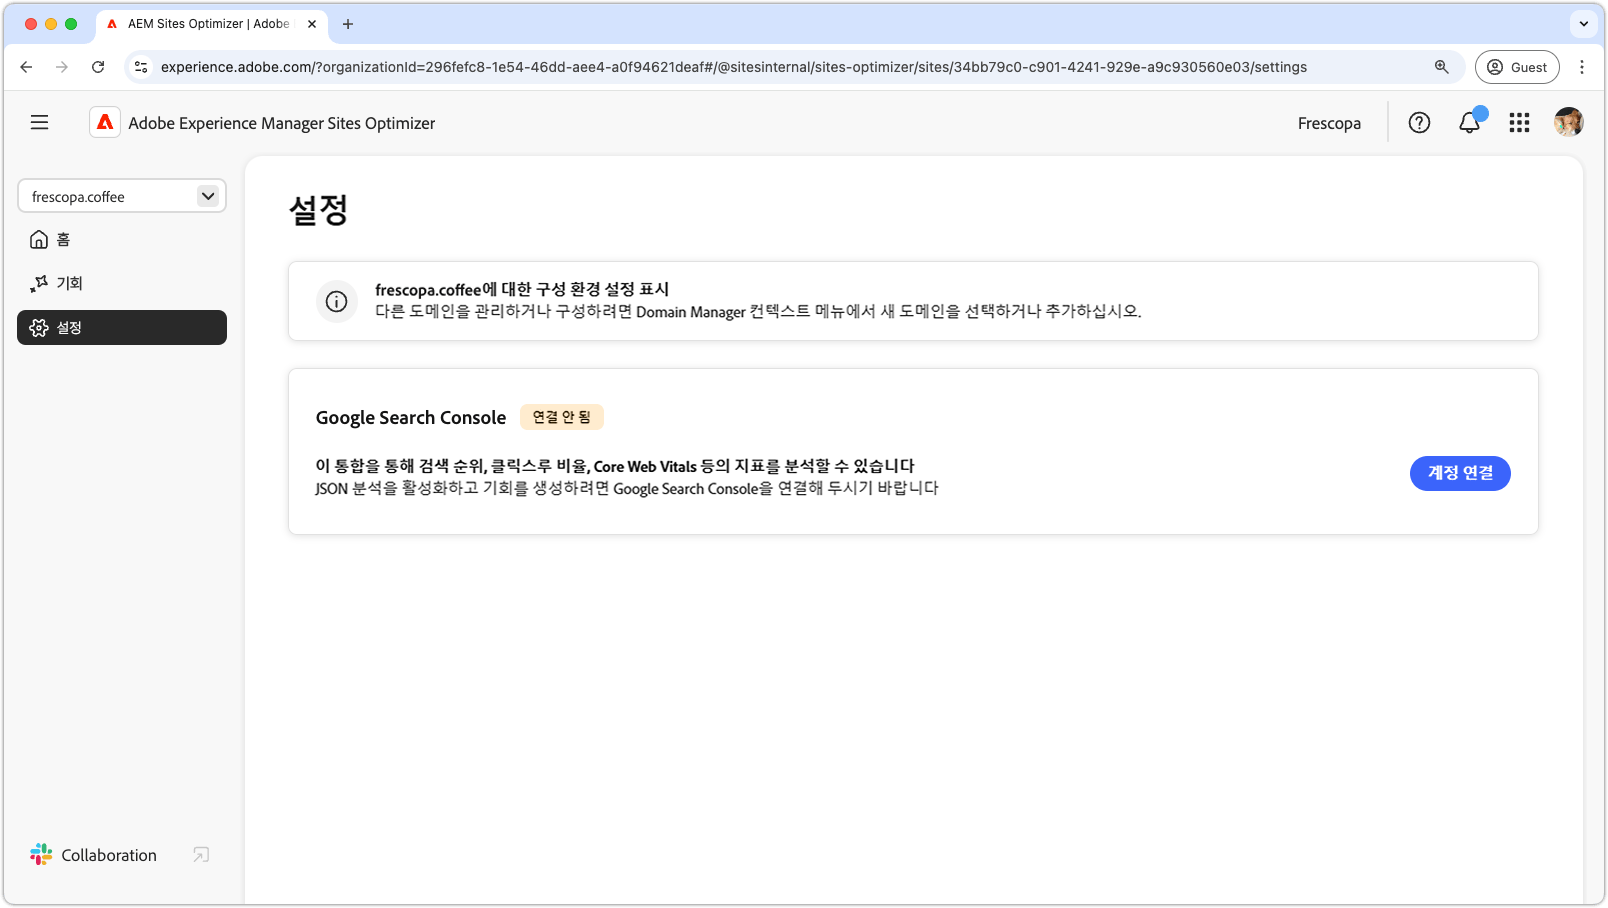 AEM Sites Optimizer | Adobe
experience.adobe.com/?organizationId=296fefc8-1e54-46dd-aee4-a0f94621deaf#/@sitesinternal/sites-optimizer/sites/34bb79c0-c901-4241-929e-a9c930560e03/settings
Guest
Adobe Experience Manager Sites Optimizer
Frescopa
frescopa.coffee
홈
기회
설정
설정
frescopa.coffee에 대한 구성 환경 설정 표시
다른 도메인을 관리하거나 구성하려면 Domain Manager 컨텍스트 메뉴에서 새 도메인을 선택하거나 추가하십시오.
Google Search Console 연결 안 됨
이 통합을 통해 검색 순위, 클릭스루 비율, Core Web Vitals 등의 지표를 분석할 수 있습니다
JSON 분석을 활성화하고 기회를 생성하려면 Google Search Console을 연결해 두시기 바랍니다
계정 연결
Collaboration